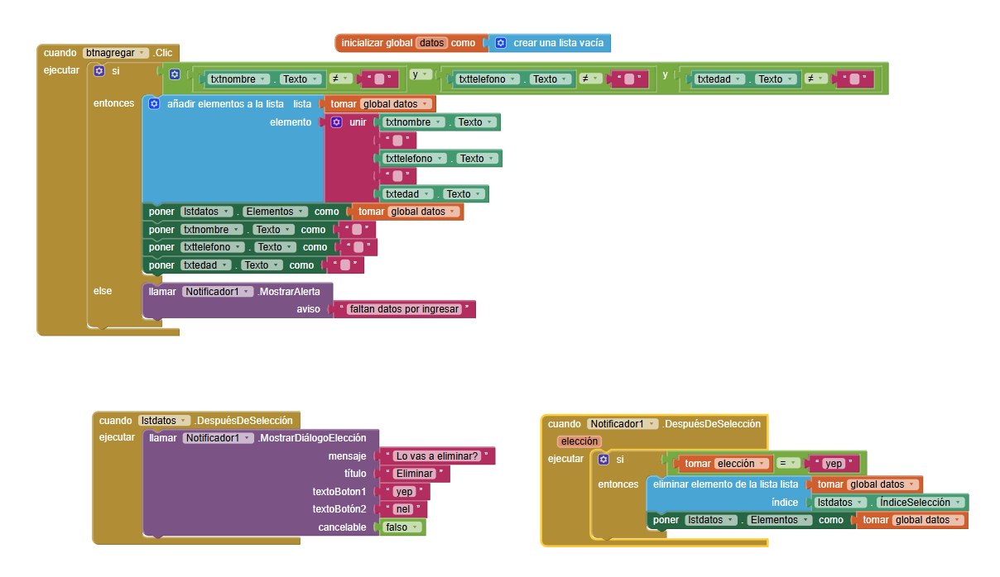 inicializar global datos como crear una lista vacía
cuando btnagregar .Clic
ejecutar si txtnombre . Texto ≠ “ ” y txttelefono . Texto ≠ “ ” y txtedad . Texto ≠ “ ”
entonces añadir elementos a la lista lista tomar global datos
elemento unir txtnombre . Texto
“ ”
txttelefono . Texto
“ ”
txtedad . Texto
poner lstdatos . Elementos como tomar global datos
poner txtnombre . Texto como “ ”
poner txttelefono . Texto como “ ”
poner txtedad . Texto como “ ”
else llamar Notificador1 .MostrarAlerta
aviso “ faltan datos por ingresar ”
cuando lstdatos .DespuésDeSelección
ejecutar llamar Notificador1 .MostrarDiálogoElección
mensaje “ Lo vas a eliminar? ”
título “ Eliminar ”
textoBoton1 “ yep ”
textoBotón2 “ nel ”
cancelable falso
cuando Notificador1 .DespuésDeSelección
elección
ejecutar si tomar elección = “ yep ”
entonces eliminar elemento de la lista lista tomar global datos
índice lstdatos . ÍndiceSelección
poner lstdatos . Elementos como tomar global datos